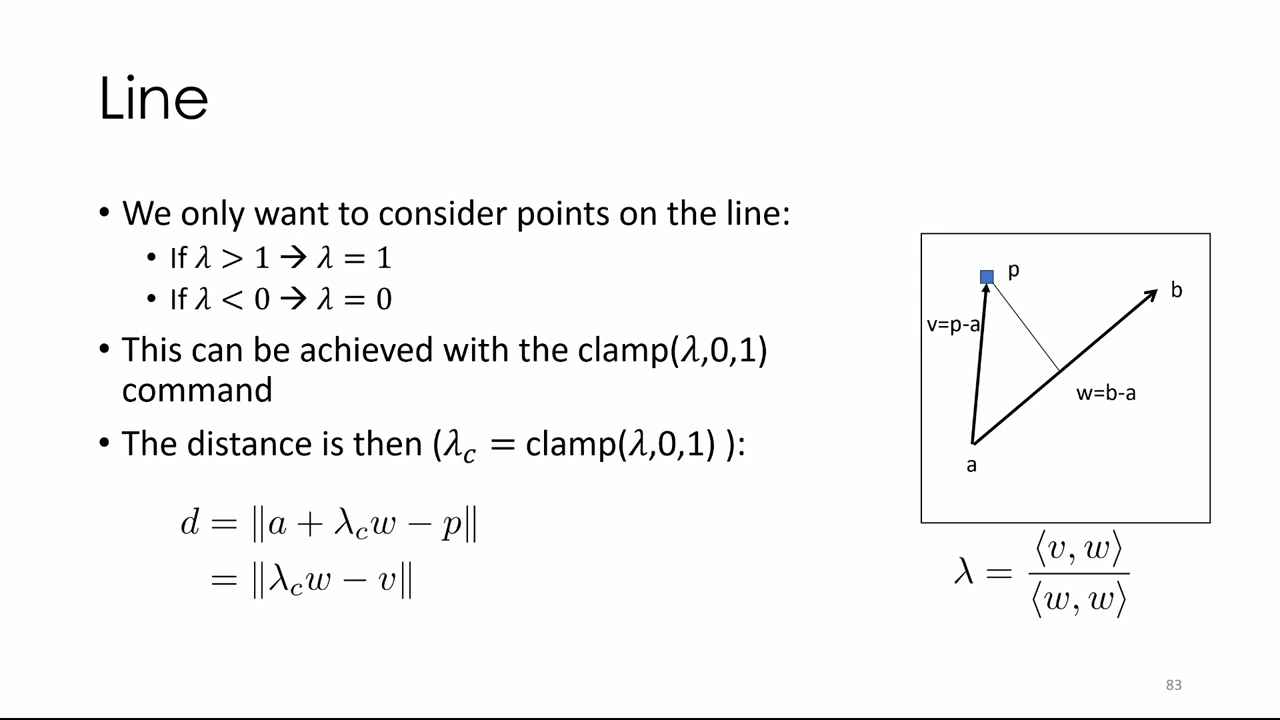 Line
• We only want to consider points on the line:
• If 𝜆 > 1 → 𝜆 = 1
• If 𝜆 < 0 → 𝜆 = 0
• This can be achieved with the clamp(𝜆,0,1)
command
• The distance is then (𝜆𝑐 = clamp(𝜆,0,1) ):
d = ‖a + λ_c w − p‖
= ‖λ_c w − v‖
p
b
v=p-a
w=b-a
a
λ = ⟨v, w⟩ / ⟨w, w⟩
83